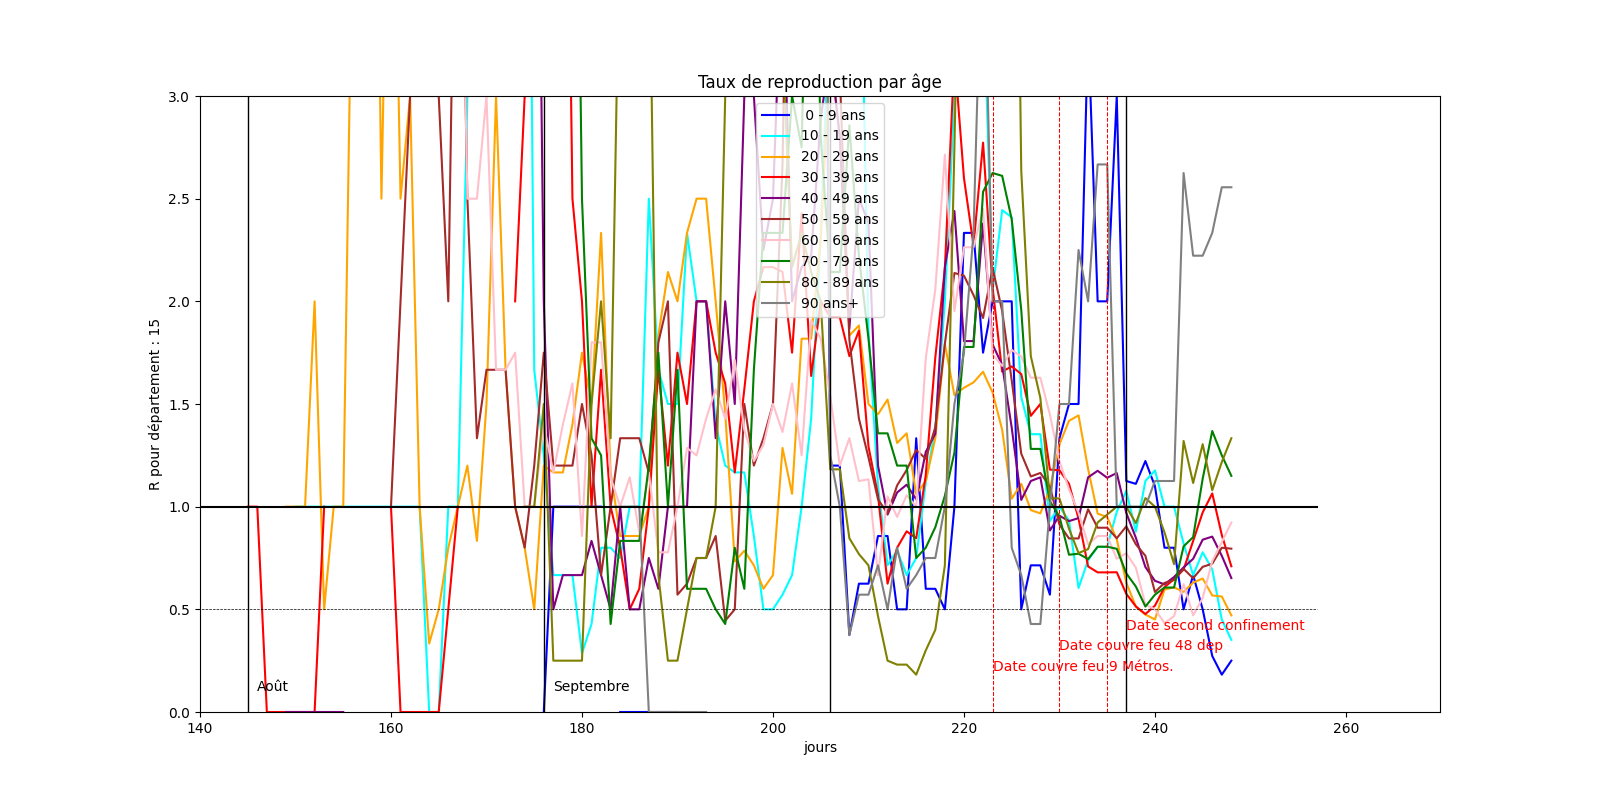 Taux de reproduction par âge
R pour département : 15
3.0
2.5
2.0
1.5
1.0
0.5
0.0
0 - 9 ans
10 - 19 ans
20 - 29 ans
30 - 39 ans
40 - 49 ans
50 - 59 ans
60 - 69 ans
70 - 79 ans
80 - 89 ans
90 ans+
Date second confinement
Date couvre feu 48 dep
Date couvre feu 9 Métros.
Août
Septembre
140
160
180
200
220
240
260
jours